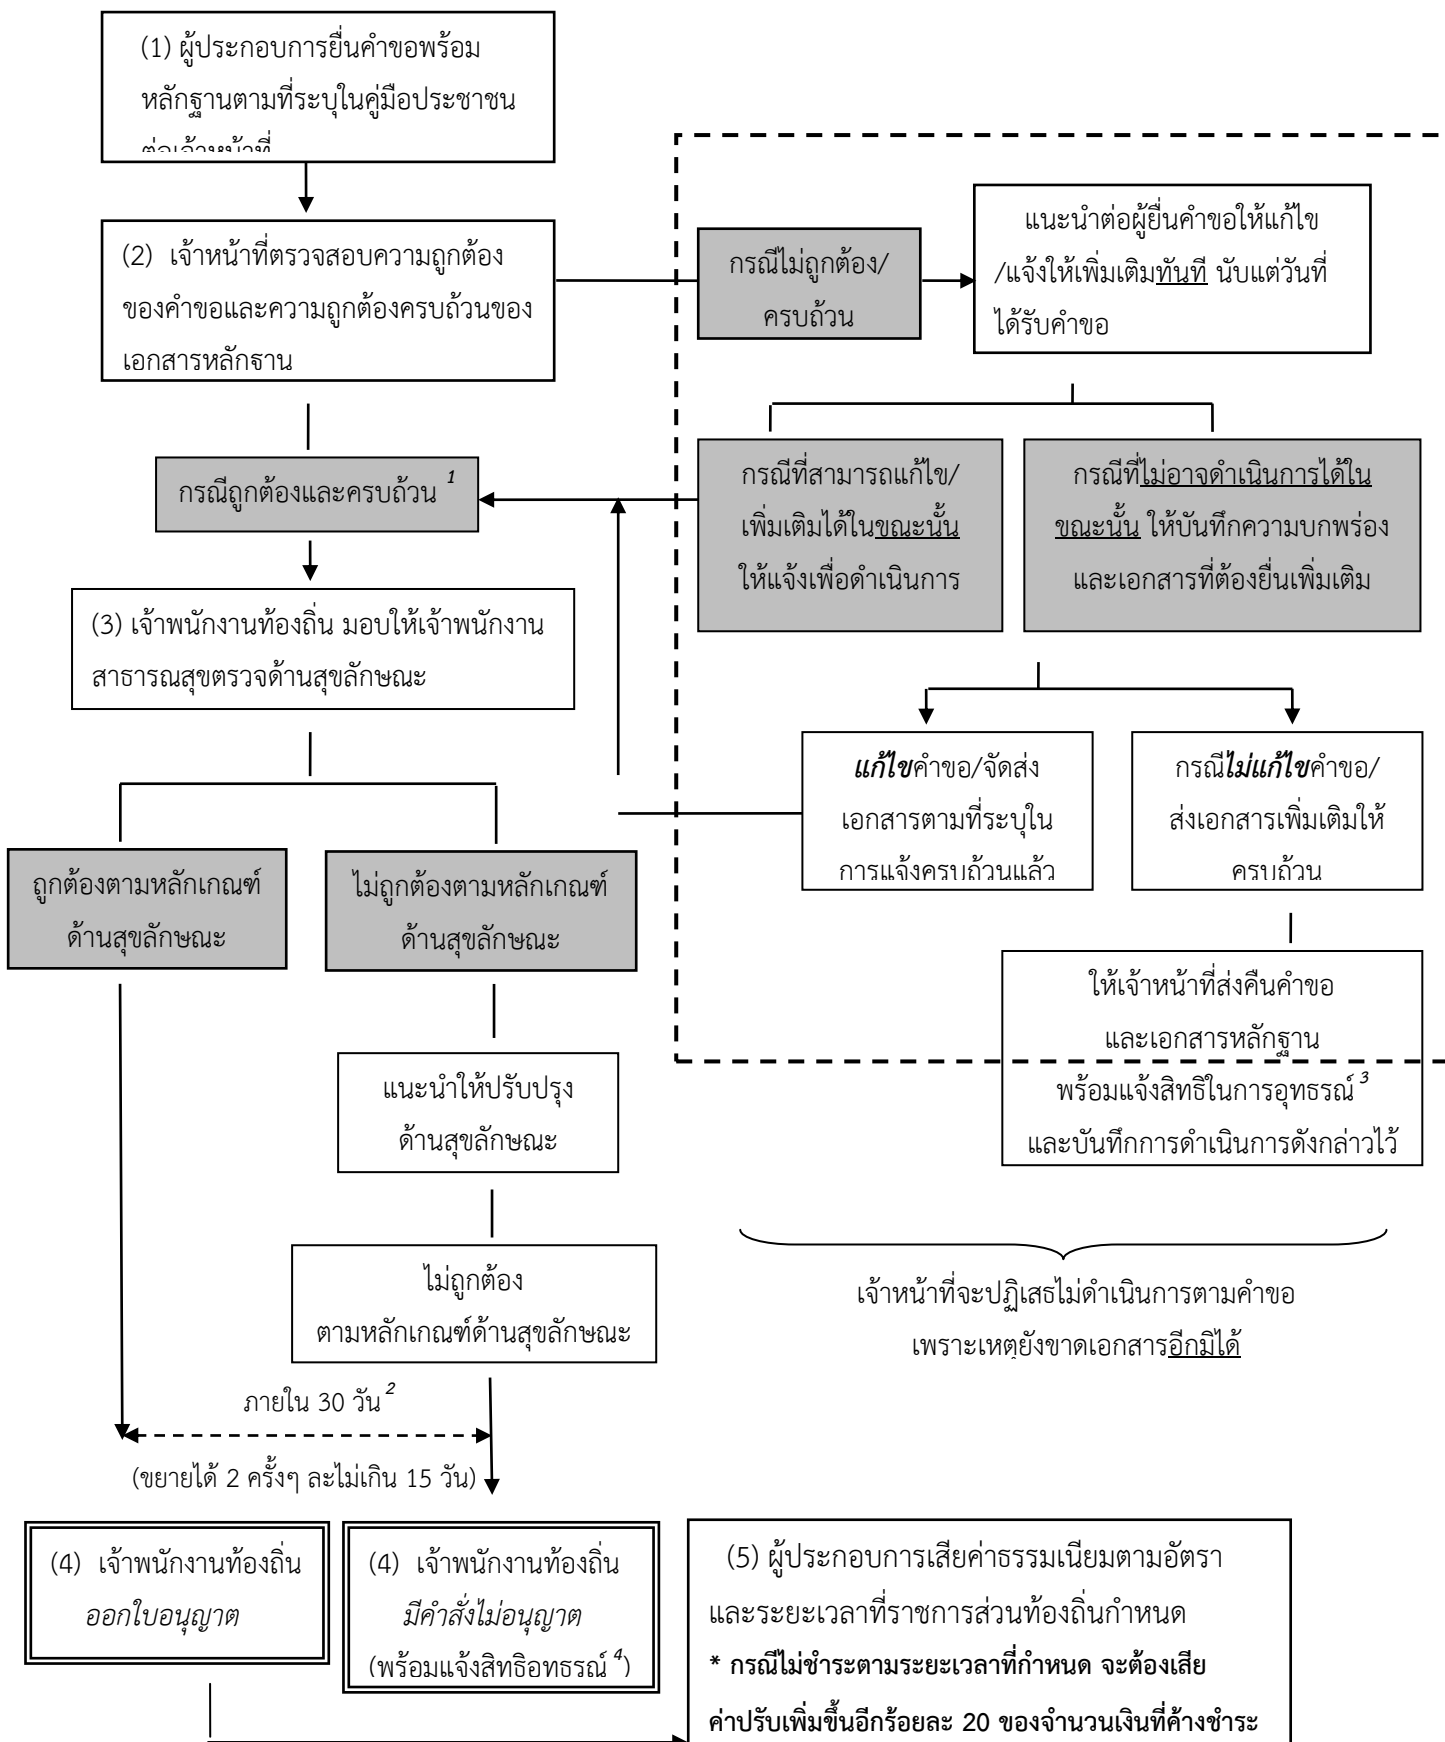 (1) ผู้ประกอบการยื่นคำขอพร้อม
หลักฐานตามที่ระบุในคู่มือประชาชน
ต่อเจ้าหน้าที่
(2) เจ้าหน้าที่ตรวจสอบความถูกต้อง
ของคำขอและความถูกต้องครบถ้วนของ
เอกสารหลักฐาน
กรณีไม่ถูกต้อง/
ครบถ้วน
แนะนำต่อผู้ยื่นคำขอให้แก้ไข
/แจ้งให้เพิ่มเติมทันที นับแต่วันที่
ได้รับคำขอ
กรณีถูกต้องและครบถ้วน 1
กรณีที่สามารถแก้ไข/
เพิ่มเติมได้ในขณะนั้น
ให้แจ้งเพื่อดำเนินการ
กรณีที่ไม่อาจดำเนินการได้ใน
ขณะนั้น ให้บันทึกความบกพร่อง
และเอกสารที่ต้องยื่นเพิ่มเติม
(3) เจ้าพนักงานท้องถิ่น มอบให้เจ้าพนักงาน
สาธารณสุขตรวจด้านสุขลักษณะ
แก้ไขคำขอ/จัดส่ง
เอกสารตามที่ระบุใน
การแจ้งครบถ้วนแล้ว
กรณีไม่แก้ไขคำขอ/
ส่งเอกสารเพิ่มเติมให้
ครบถ้วน
ถูกต้องตามหลักเกณฑ์
ด้านสุขลักษณะ
ไม่ถูกต้องตามหลักเกณฑ์
ด้านสุขลักษณะ
ให้เจ้าหน้าที่ส่งคืนคำขอ
และเอกสารหลักฐาน
พร้อมแจ้งสิทธิในการอุทธรณ์ 3
และบันทึกการดำเนินการดังกล่าวไว้
แนะนำให้ปรับปรุง
ด้านสุขลักษณะ
ไม่ถูกต้อง
ตามหลักเกณฑ์ด้านสุขลักษณะ
เจ้าหน้าที่จะปฏิเสธไม่ดำเนินการตามคำขอ
เพราะเหตุยังขาดเอกสารอีกมิได้
ภายใน 30 วัน 2
(ขยายได้ 2 ครั้งๆ ละไม่เกิน 15 วัน)
(4) เจ้าพนักงานท้องถิ่น
ออกใบอนุญาต
(4) เจ้าพนักงานท้องถิ่น
มีคำสั่งไม่อนุญาต
(พร้อมแจ้งสิทธิอุทธรณ์ 4)
(5) ผู้ประกอบการเสียค่าธรรมเนียมตามอัตรา
และระยะเวลาที่ราชการส่วนท้องถิ่นกำหนด
* กรณีไม่ชำระตามระยะเวลาที่กำหนด จะต้องเสีย
ค่าปรับเพิ่มขึ้นอีกร้อยละ 20 ของจำนวนเงินที่ค้างชำระ